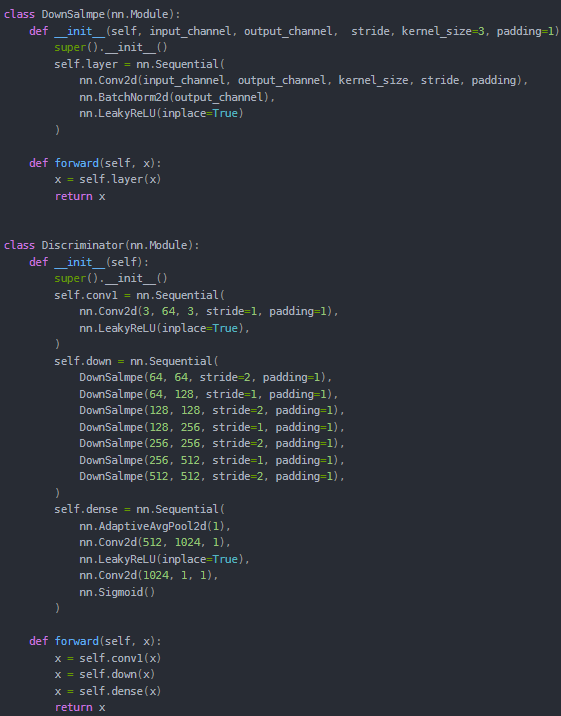 class DownSalmpe(nn.Module):
    def __init__(self, input_channel, output_channel,  stride, kernel_size=3, padding=1):
        super().__init__()
        self.layer = nn.Sequential(
            nn.Conv2d(input_channel, output_channel, kernel_size, stride, padding),
            nn.BatchNorm2d(output_channel),
            nn.LeakyReLU(inplace=True)
        )

    def forward(self, x):
        x = self.layer(x)
        return x


class Discriminator(nn.Module):
    def __init__(self):
        super().__init__()
        self.conv1 = nn.Sequential(
            nn.Conv2d(3, 64, 3, stride=1, padding=1),
            nn.LeakyReLU(inplace=True),
        )
        self.down = nn.Sequential(
            DownSalmpe(64, 64, stride=2, padding=1),
            DownSalmpe(64, 128, stride=1, padding=1),
            DownSalmpe(128, 128, stride=2, padding=1),
            DownSalmpe(128, 256, stride=1, padding=1),
            DownSalmpe(256, 256, stride=2, padding=1),
            DownSalmpe(256, 512, stride=1, padding=1),
            DownSalmpe(512, 512, stride=2, padding=1),
        )
        self.dense = nn.Sequential(
            nn.AdaptiveAvgPool2d(1),
            nn.Conv2d(512, 1024, 1),
            nn.LeakyReLU(inplace=True),
            nn.Conv2d(1024, 1, 1),
            nn.Sigmoid()
        )

    def forward(self, x):
        x = self.conv1(x)
        x = self.down(x)
        x = self.dense(x)
        return x